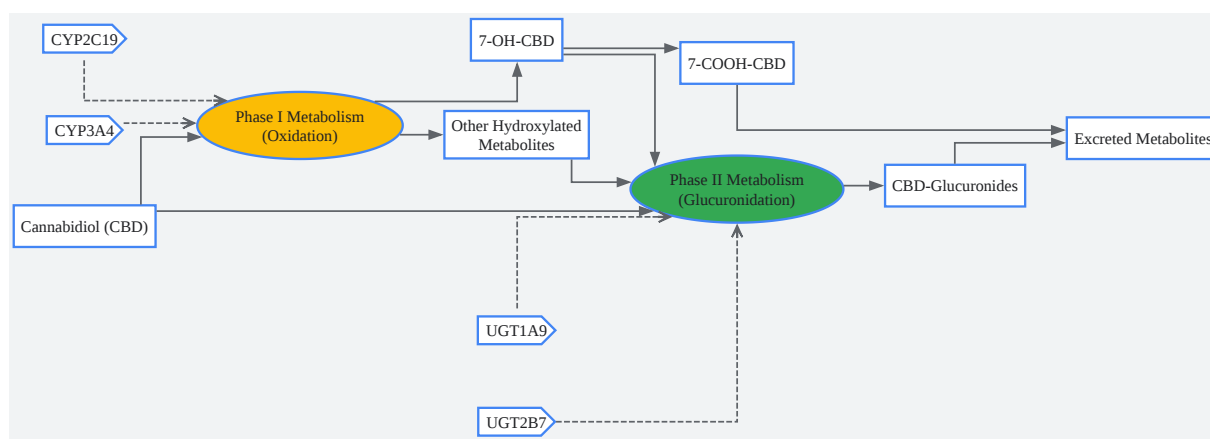 CYP2C19
7-OH-CBD
7-COOH-CBD
Phase I Metabolism
(Oxidation)
CYP3A4
Other Hydroxylated
Metabolites
Excreted Metabolites
Phase II Metabolism
(Glucuronidation)
CBD-Glucuronides
Cannabidiol (CBD)
UGT1A9
UGT2B7